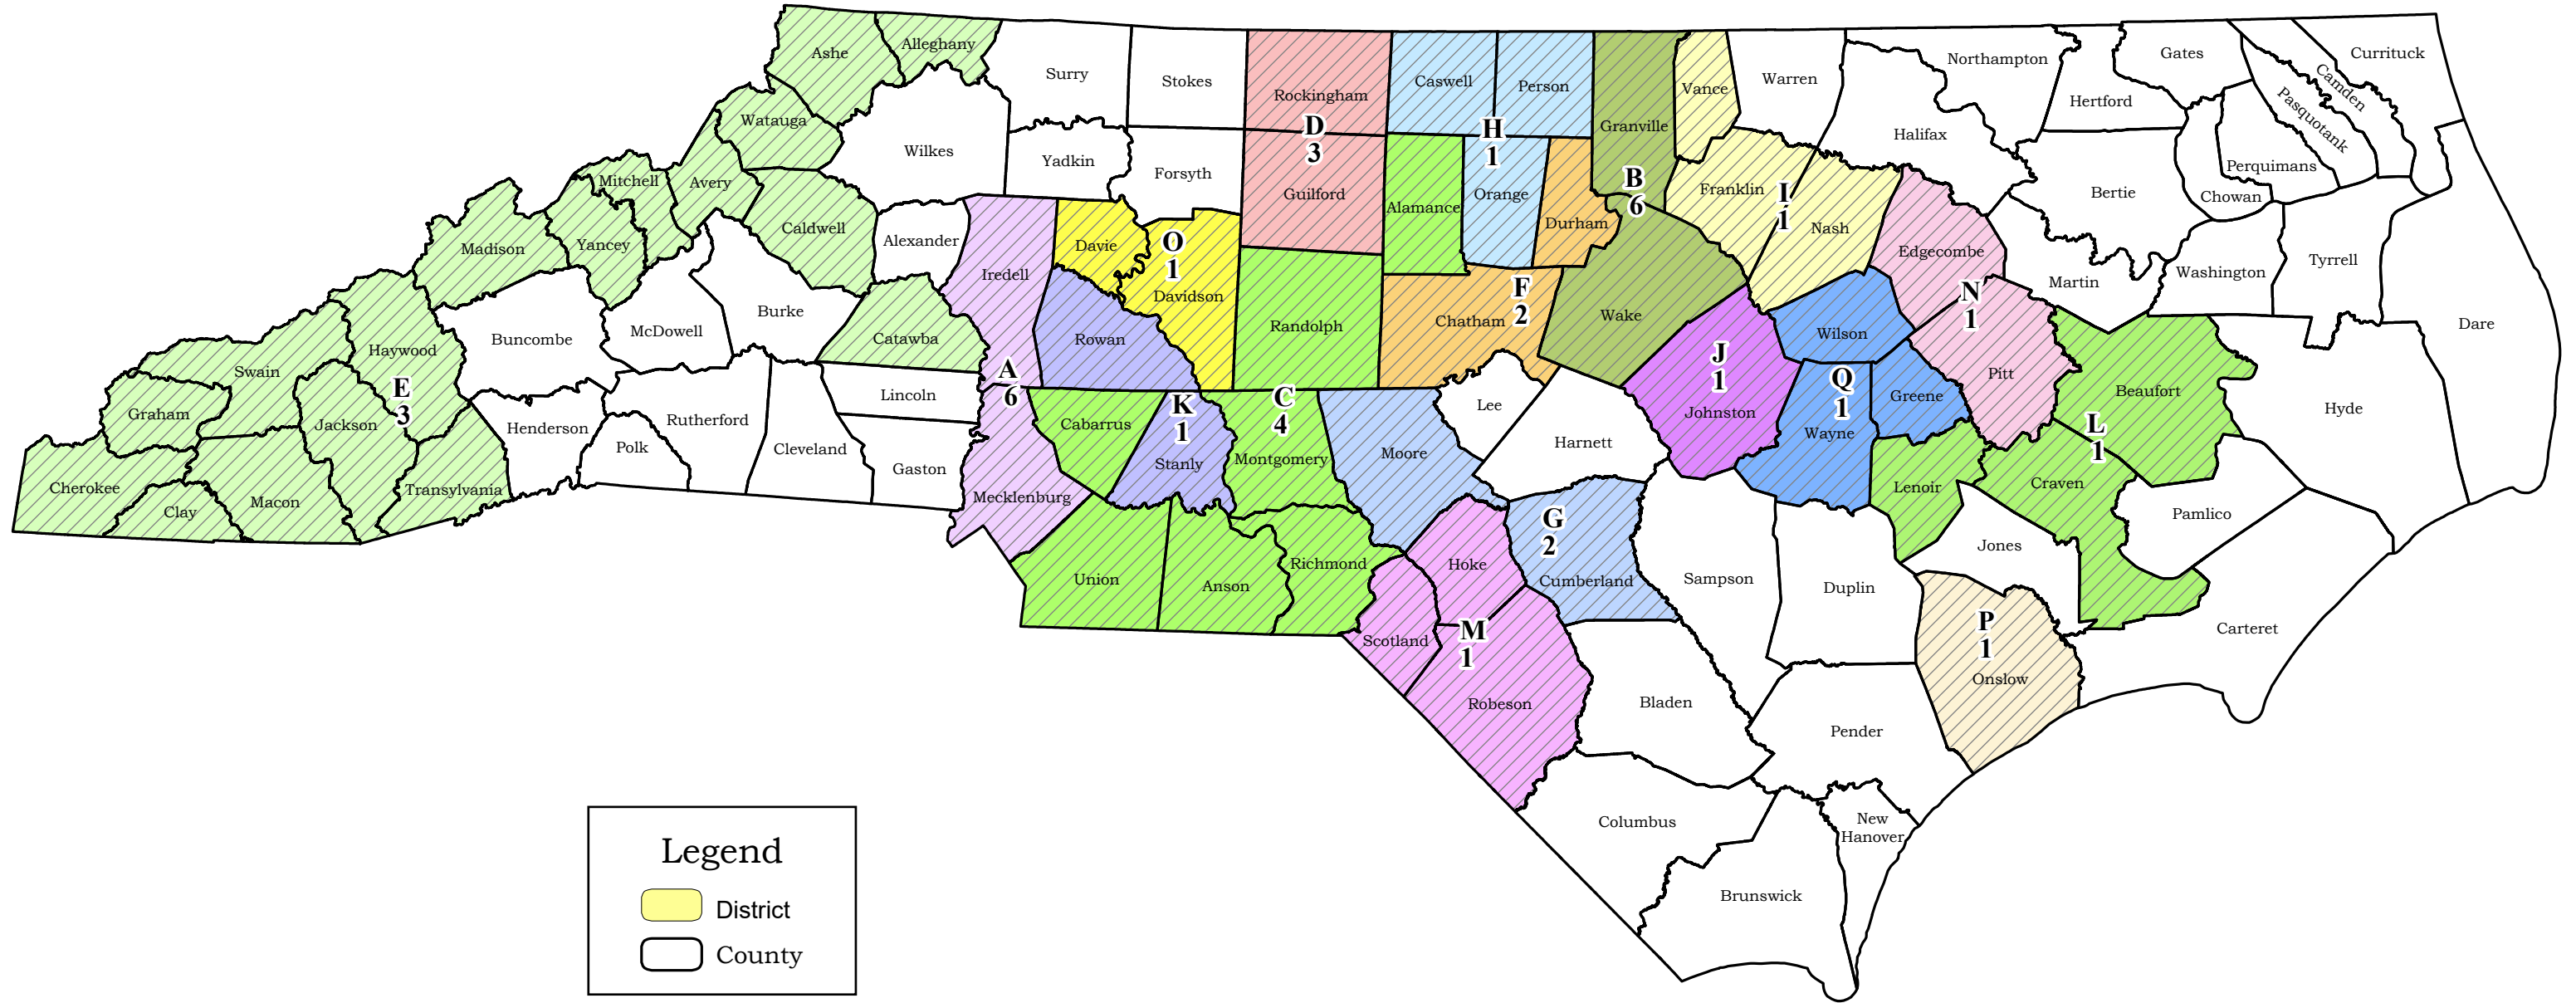 Ashe
Alleghany
Surry
Stokes
Rockingham
Caswell
Person
Granville
Vance
Warren
Northampton
Gates
Currituck
Camden
Pasquotank
Hertford
Halifax
Watauga
Wilkes
Yadkin
Forsyth
D
3
Guilford
H
1
Alamance
Orange
Durham
B
6
Franklin
I
1
Nash
Bertie
Perquimans
Chowan
Mitchell
Avery
Caldwell
Alexander
Madison
Yancey
Iredell
Davie
O
1
Davidson
Edgecombe
Martin
Washington
Tyrrell
Dare
Swain
Haywood
Buncombe
McDowell
Burke
Catawba
Rowan
Randolph
Chatham
F
2
Wake
Wilson
N
1
Pitt
Beaufort
Hyde
E
3
Graham
Jackson
Henderson
Polk
Rutherford
Cleveland
Lincoln
Gaston
A
6
Cabarrus
K
1
Stanly
C
4
Montgomery
Moore
Lee
Harnett
J
1
Johnston
Q
1
Wayne
Greene
L
1
Craven
Lenoir
Pamlico
Cherokee
Clay
Macon
Transylvania
Mecklenburg
Union
Anson
Richmond
Hoke
G
2
Cumberland
Sampson
Duplin
Jones
Carteret
Scotland
M
1
Robeson
Bladen
P
1
Onslow
Pender
Columbus
New
Hanover
Brunswick
Legend
District
County